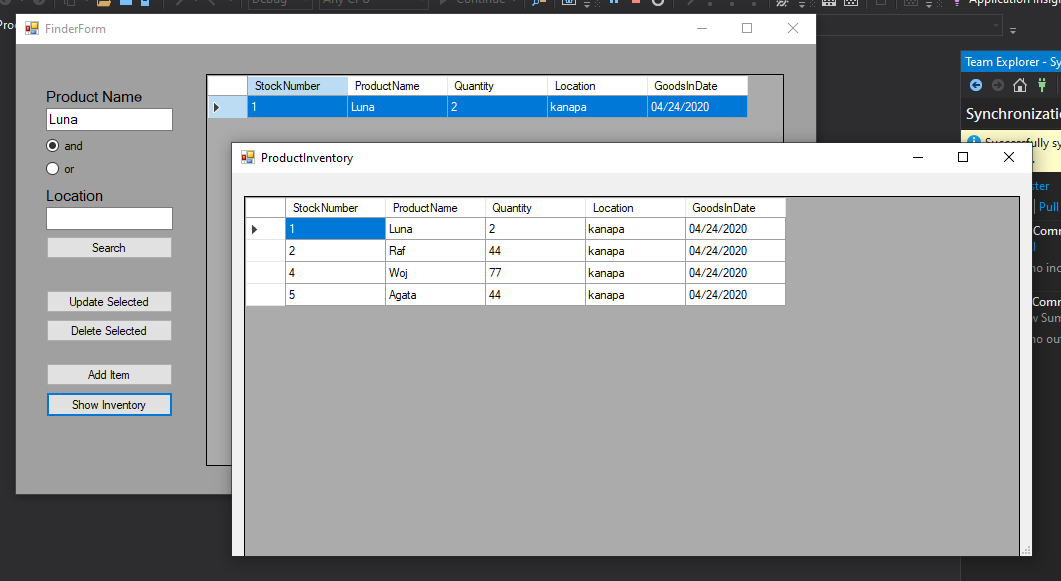 Debug
Any CPU
Continue
FinderForm
Product Name
Luna
and
or
Location
Search
Update Selected
Delete Selected
Add Item
Show Inventory
StockNumber ProductName Quantity Location GoodsInDate
1 Luna 2 kanapa 04/24/2020
ProductInventory
StockNumber ProductName Quantity Location GoodsInDate
1 Luna 2 kanapa 04/24/2020
2 Raf 44 kanapa 04/24/2020
4 Woj 77 kanapa 04/24/2020
5 Agata 44 kanapa 04/24/2020
Application Insigh
Team Explorer - Sy
Synchronizatio
Successfully sy
ster
Pull
Comm
no inc
Comm
w Sum
no ou